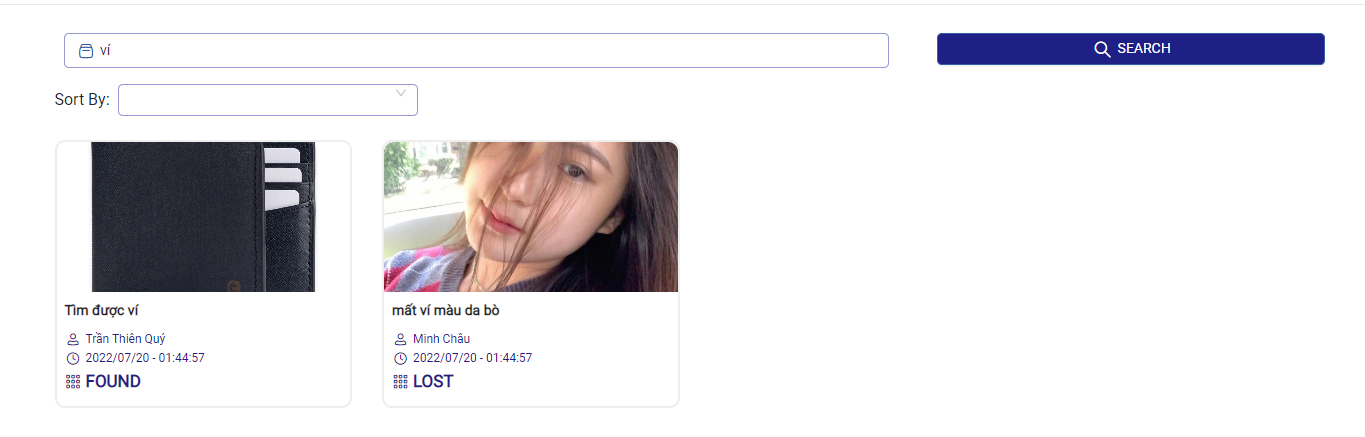 ví
SEARCH
Sort By:
Tìm được ví
Trần Thiên Quý
2022/07/20 - 01:44:57
FOUND
mất ví màu da bò
Minh Châu
2022/07/20 - 01:44:57
LOST